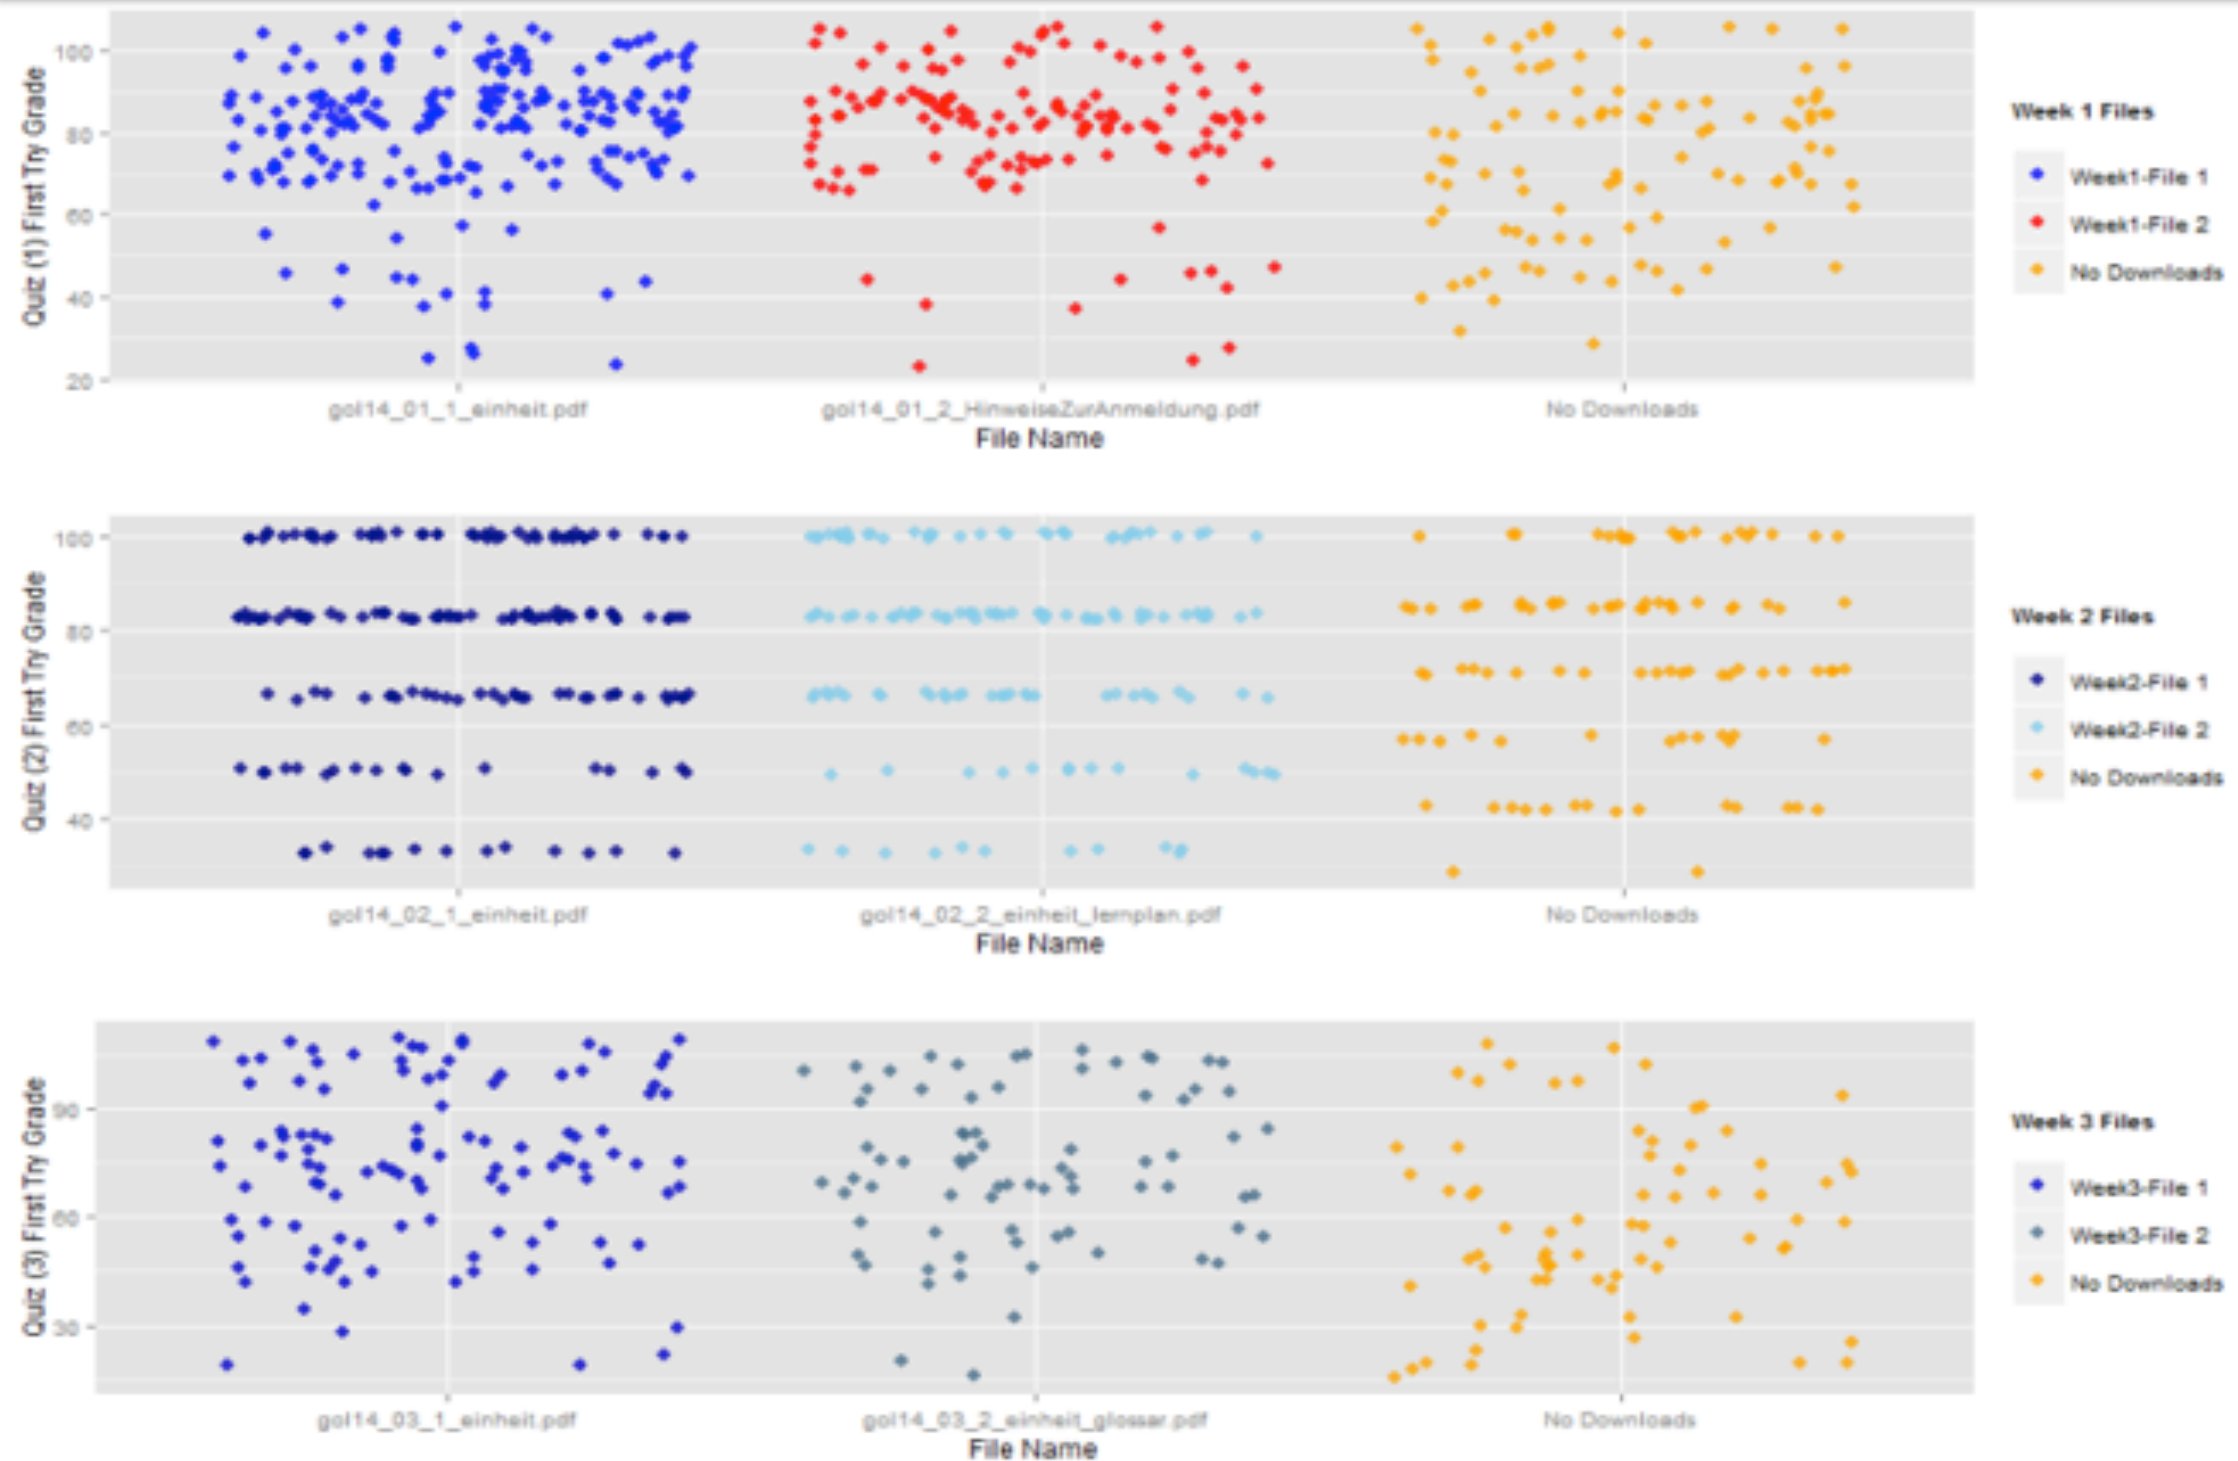 Quiz (1) First Try Grade
100
80
60
40
20
gol14_01_1_einheit.pdf
gol14_01_2_HinweiseZurAnmeldung.pdf
No Downloads
File Name
Week 1 Files
Week1-File 1
Week1-File 2
No Downloads
Quiz (2) First Try Grade
100
80
60
40
gol14_02_1_einheit.pdf
gol14_02_2_einheit_lernplan.pdf
No Downloads
File Name
Week 2 Files
Week2-File 1
Week2-File 2
No Downloads
Quiz (3) First Try Grade
90
60
30
gol14_03_1_einheit.pdf
gol14_03_2_einheit_glossar.pdf
No Downloads
File Name
Week 3 Files
Week3-File 1
Week3-File 2
No Downloads